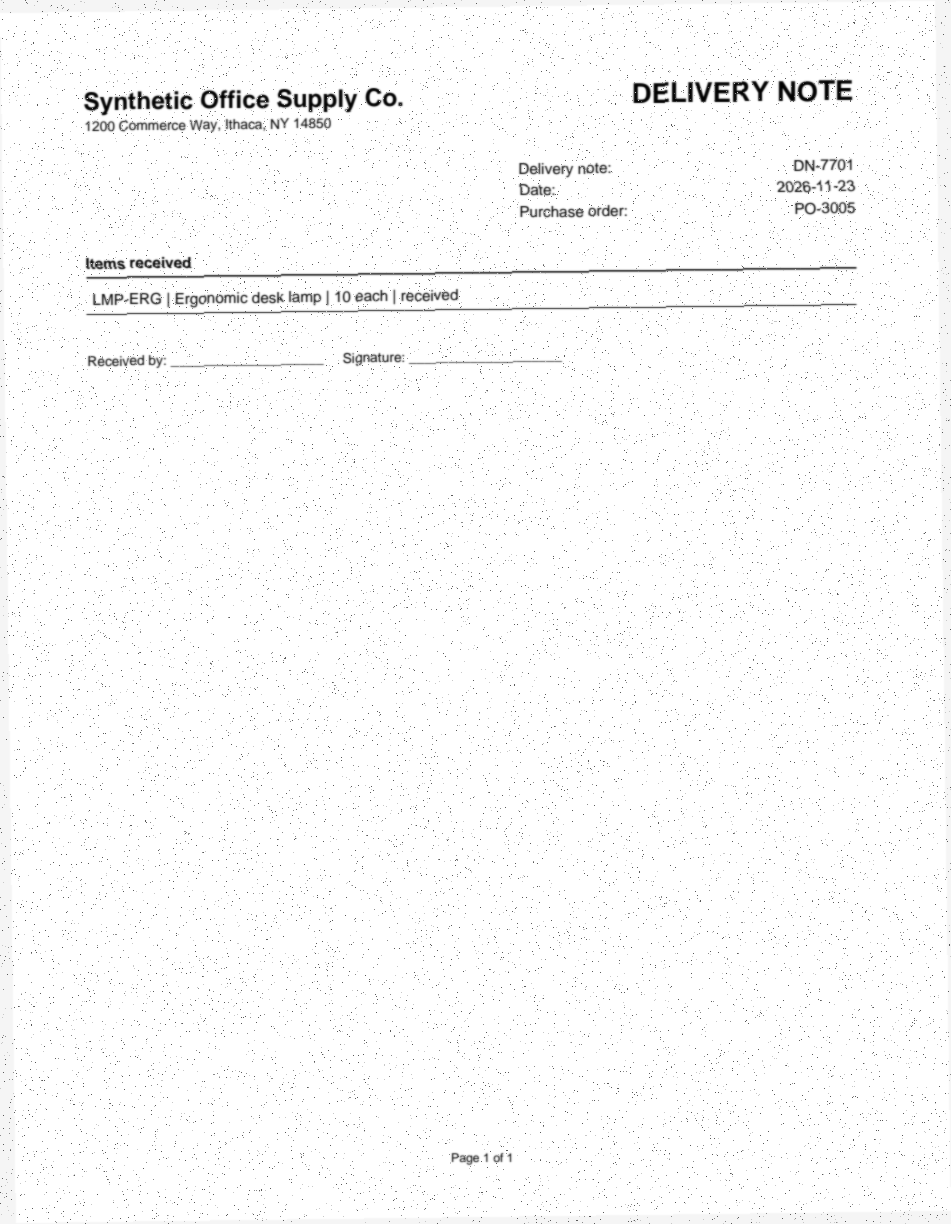 Synthetic Office Supply Co.
1200 Commerce Way, Ithaca, NY 14850
DELIVERY NOTE
Delivery note: DN-7701
Date: 2026-11-23
Purchase order: PO-3005
Items received
LMP-ERG | Ergonomic desk lamp | 10 each | received
Received by: ____________________ Signature: ____________________
Page 1 of 1